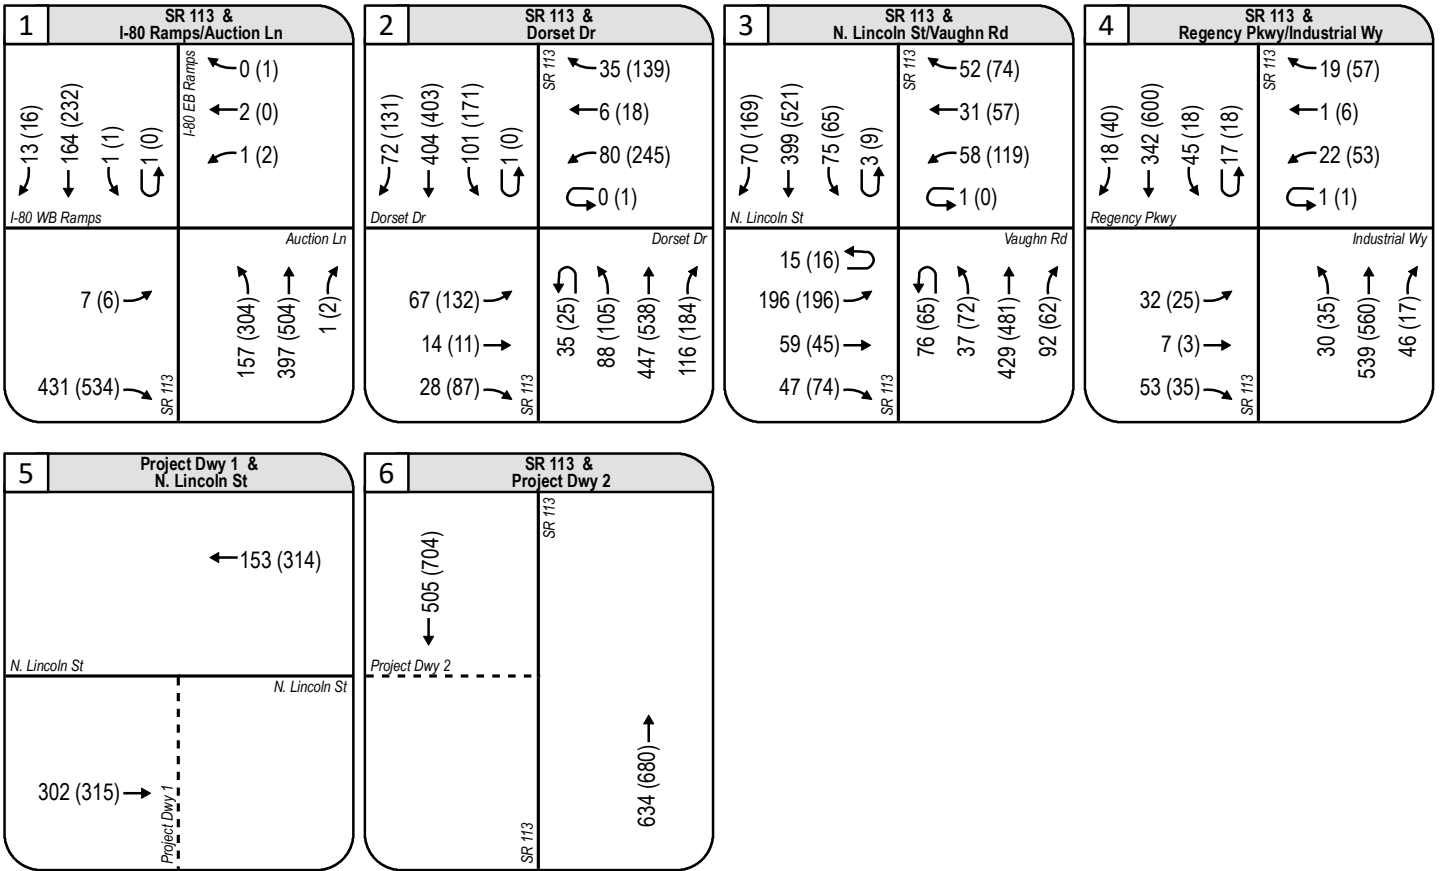 1
SR 113 &
I-80 Ramps/Auction Ln
13 (16)
164 (232)
1 (1)
1 (0)
I-80 EB Ramps
0 (1)
2 (0)
1 (2)
I-80 WB Ramps
Auction Ln
7 (6)
431 (534)
SR 113
157 (304)
397 (504)
1 (2)
2
SR 113 &
Dorset Dr
72 (131)
404 (403)
101 (171)
1 (0)
SR 113
35 (139)
6 (18)
80 (245)
0 (1)
Dorset Dr
Dorset Dr
67 (132)
14 (11)
28 (87)
SR 113
35 (25)
88 (105)
447 (538)
116 (184)
3
SR 113 &
N. Lincoln St/Vaughn Rd
70 (169)
399 (521)
75 (65)
3 (9)
SR 113
52 (74)
31 (57)
58 (119)
1 (0)
N. Lincoln St
Vaughn Rd
15 (16)
196 (196)
59 (45)
47 (74)
SR 113
76 (65)
37 (72)
429 (481)
92 (62)
4
SR 113 &
Regency Pkwy/Industrial Wy
18 (40)
342 (600)
45 (18)
17 (18)
SR 113
19 (57)
1 (6)
22 (53)
1 (1)
Regency Pkwy
Industrial Wy
32 (25)
7 (3)
53 (35)
SR 113
30 (35)
539 (560)
46 (17)
5
Project Dwy 1 &
N. Lincoln St
153 (314)
N. Lincoln St
N. Lincoln St
302 (315)
Project Dwy 1
6
SR 113 &
Project Dwy 2
505 (704)
SR 113
Project Dwy 2
634 (680)
SR 113